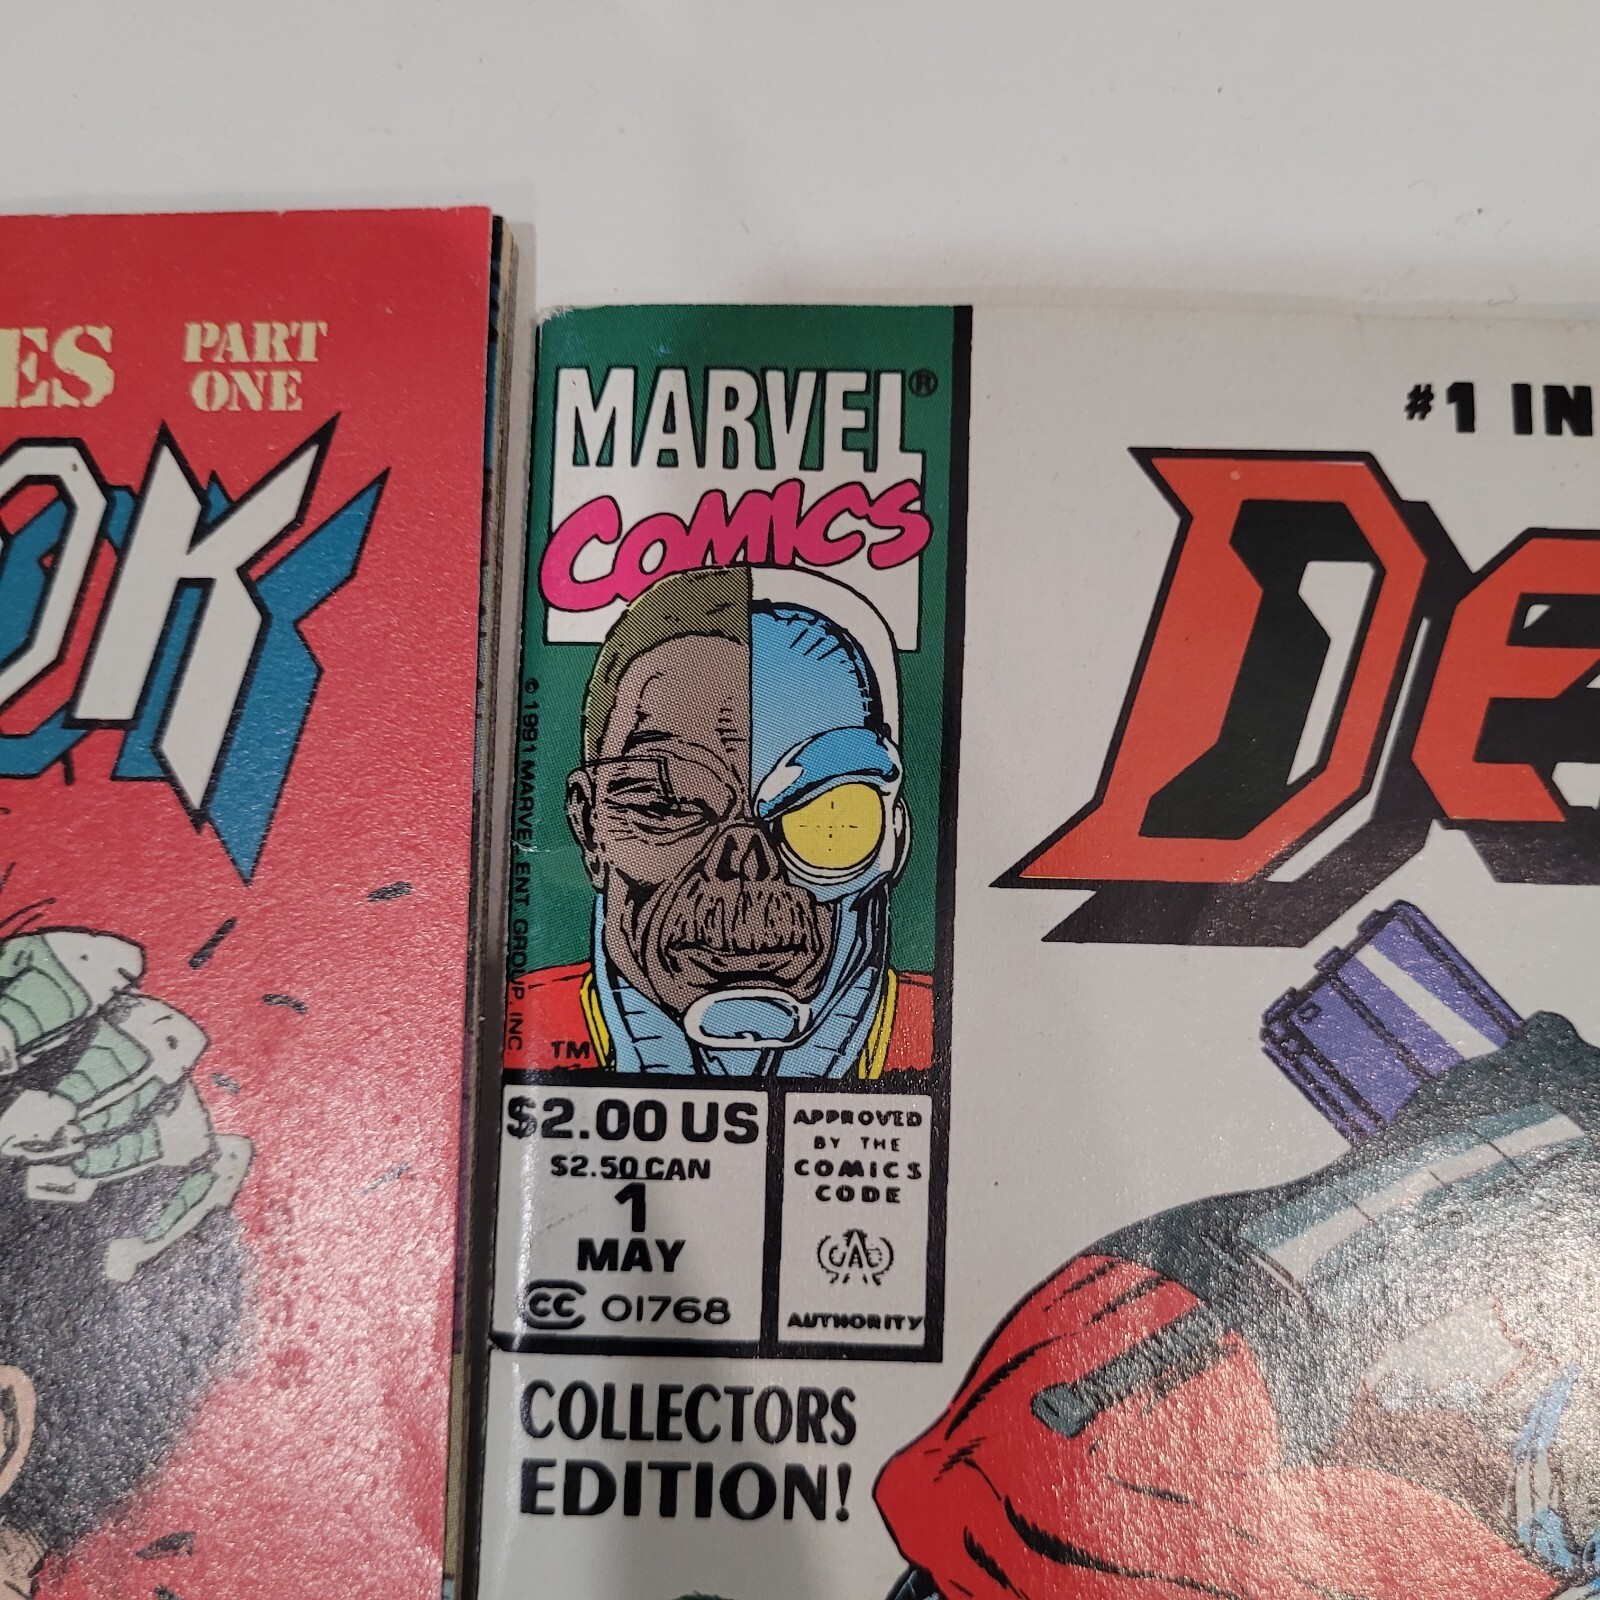 ES PART
ONE
OK
MARVEL®
COMICS
© 1991 MARVEL ENT. GROUP, INC.
TM
$2.00 US
$2.50 CAN
1
MAY
CC 01768
APPROVED
BY THE
COMICS
CODE
CAC
AUTHORITY
COLLECTORS
EDITION!
#1 IN
DE